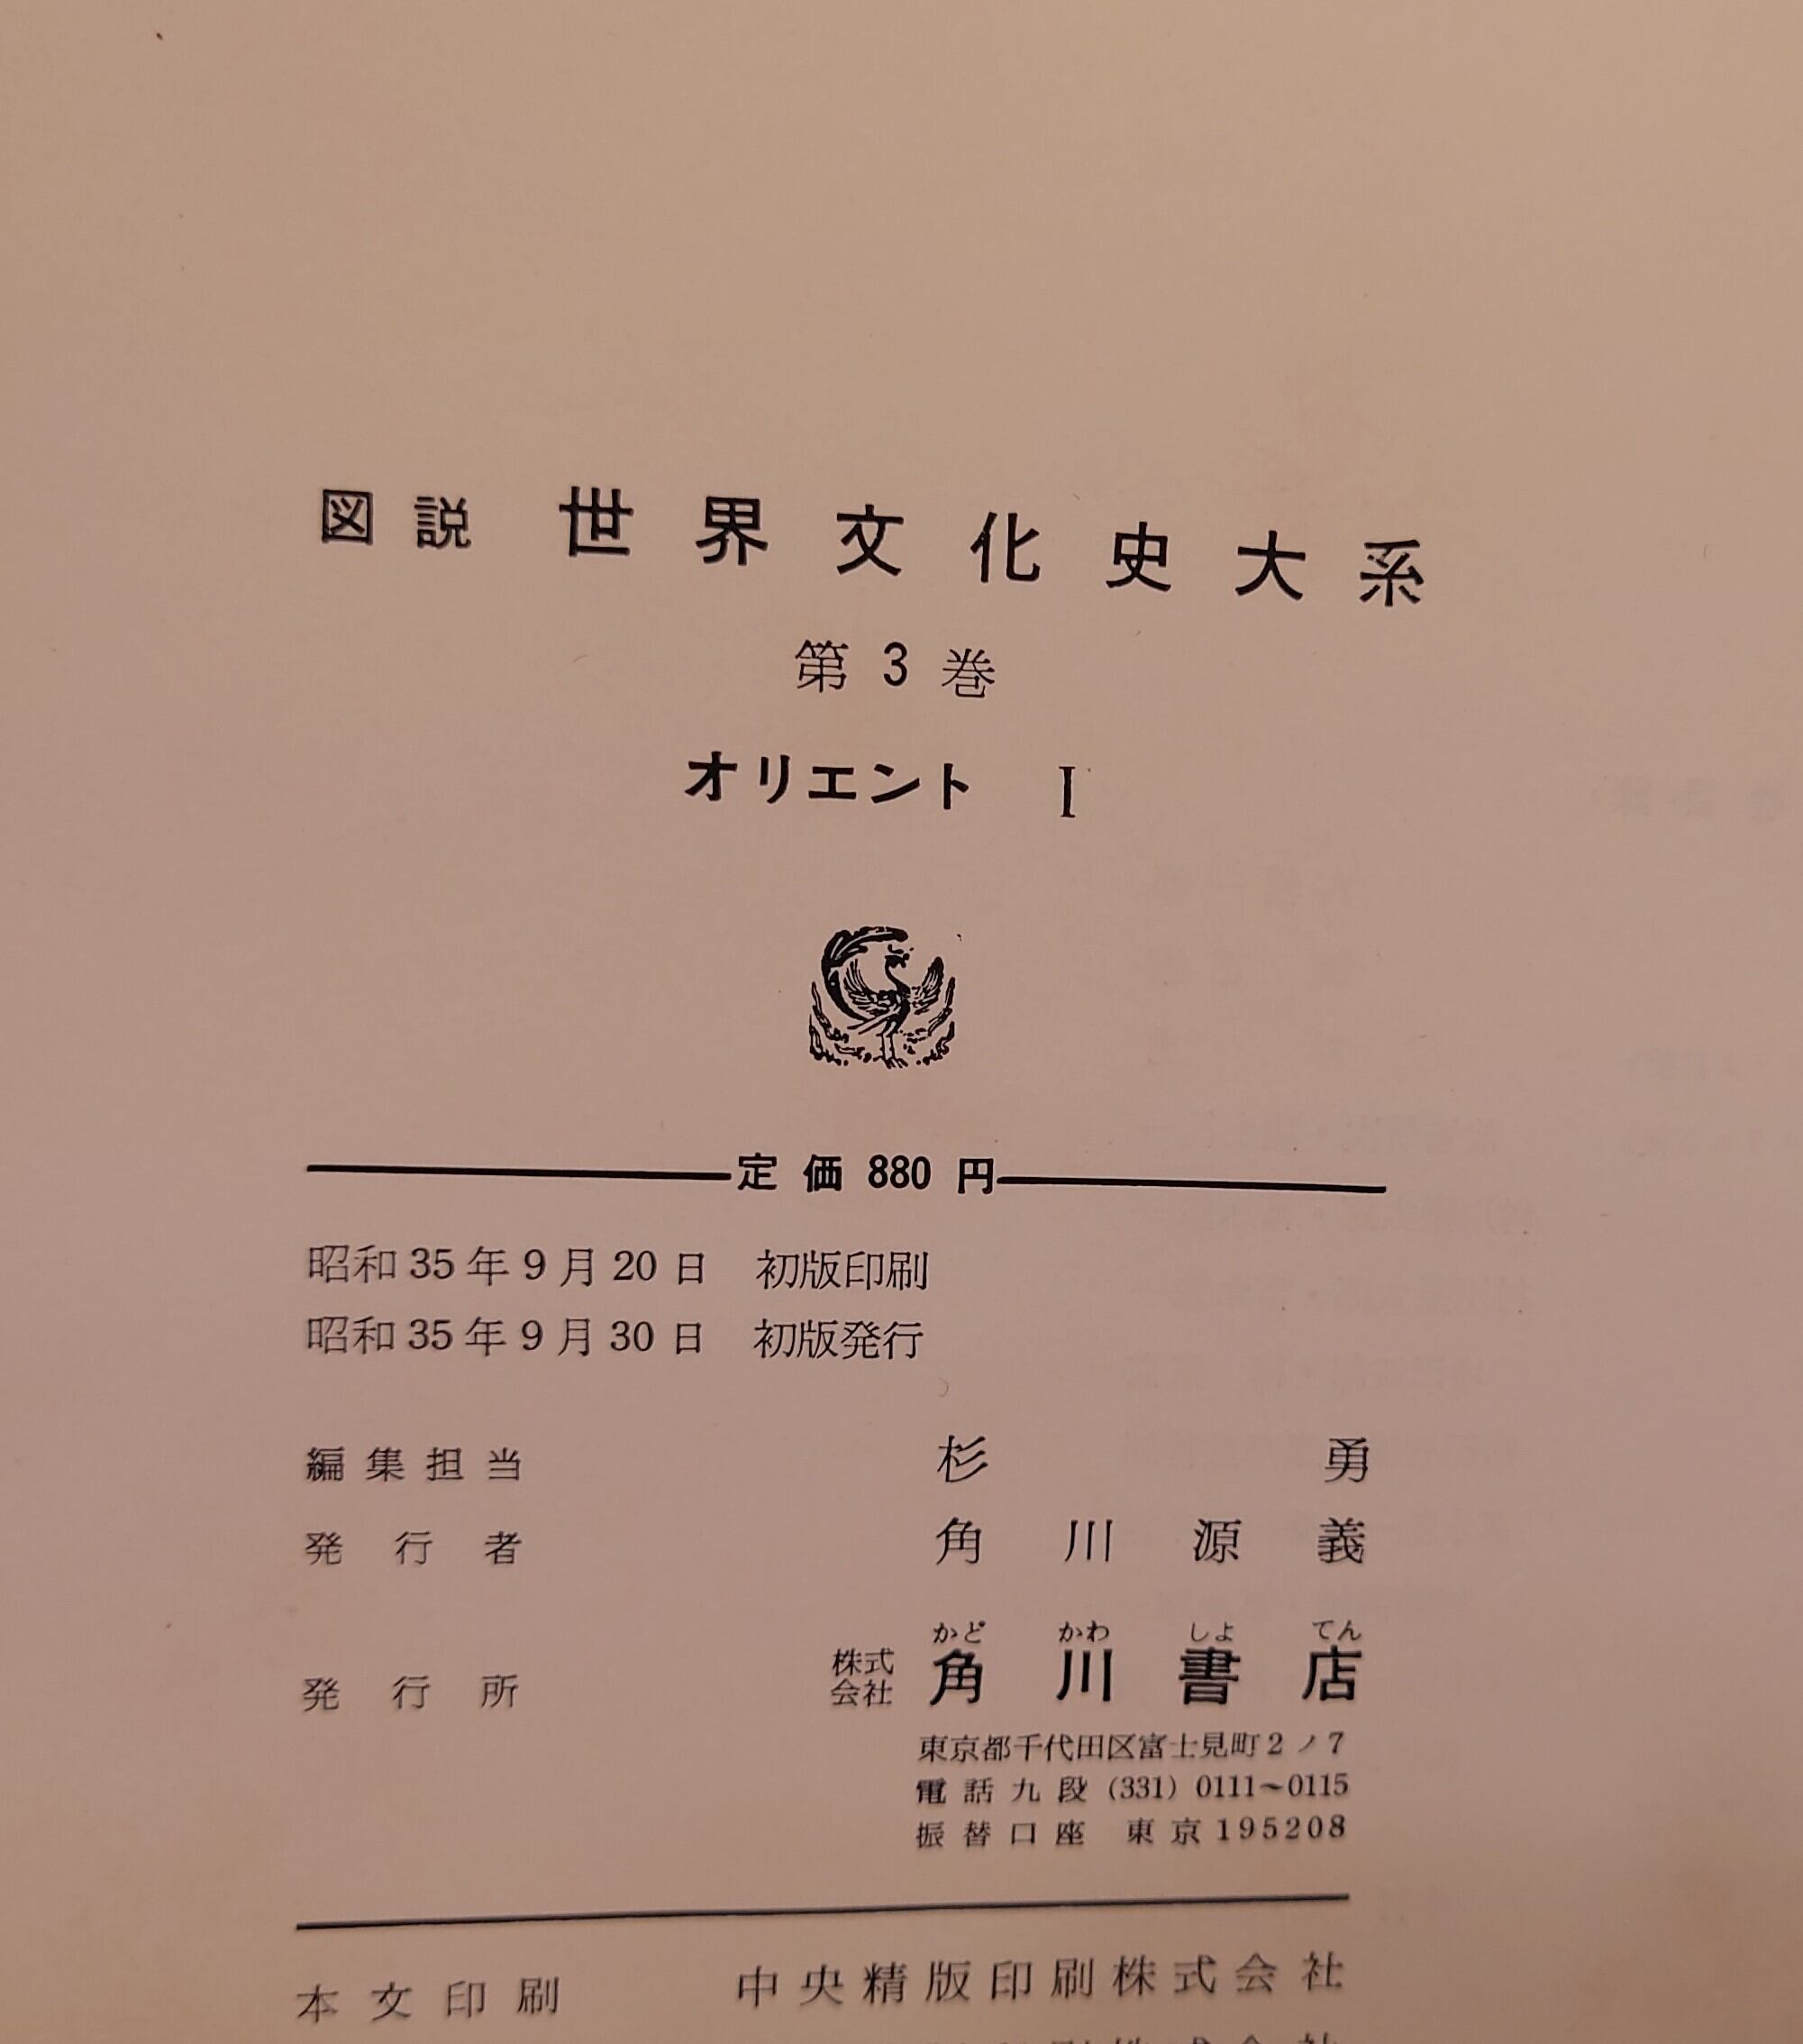 図説 世界文化史大系
第3巻
オリエント I
定価880円
昭和35年9月20日 初版印刷
昭和35年9月30日 初版発行
編集担当 杉 勇
発行者 角川源義
かど かわ しよ てん
発行所 株式会社 角川書店
東京都千代田区富士見町2ノ7
電話九段(331)0111~0115
振替口座 東京195208
本文印刷 中央精版印刷株式会社